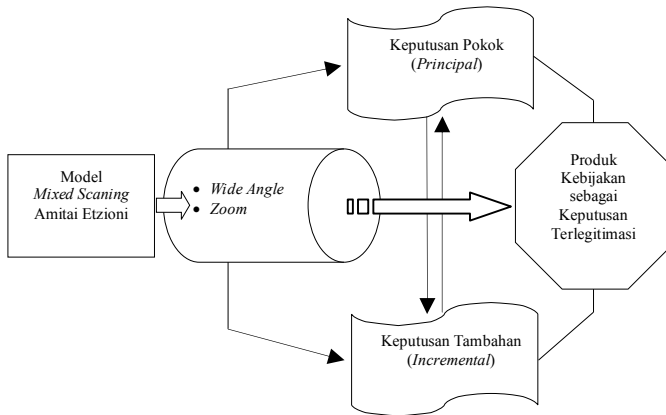 Keputusan Pokok
(Principal)
Model
Mixed Scaning
Amitai Etzioni
• Wide Angle
• Zoom
Produk
Kebijakan
sebagai
Keputusan
Terlegitimasi
Keputusan Tambahan
(Incremental)